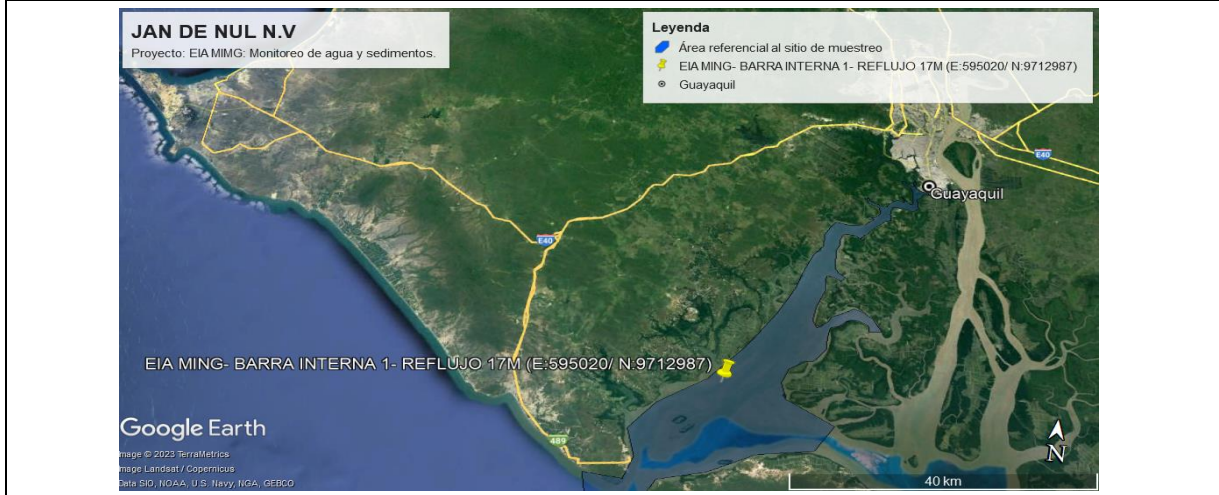 JAN DE NUL N.V
Proyecto: EIA MIMG: Monitoreo de agua y sedimentos.
Leyenda
Área referencial al sitio de muestreo
EIA MING- BARRA INTERNA 1- REFLUJO 17M (E:595020/ N:9712987)
Guayaquil
E40
Guayaquil
E40
EIA MING- BARRA INTERNA 1- REFLUJO 17M (E:595020/ N:9712987)
489
Google Earth
Image © 2023 TerraMetrics
Image Landsat / Copernicus
Data SIO, NOAA, U.S. Navy, NGA, GEBCO
N
40 km